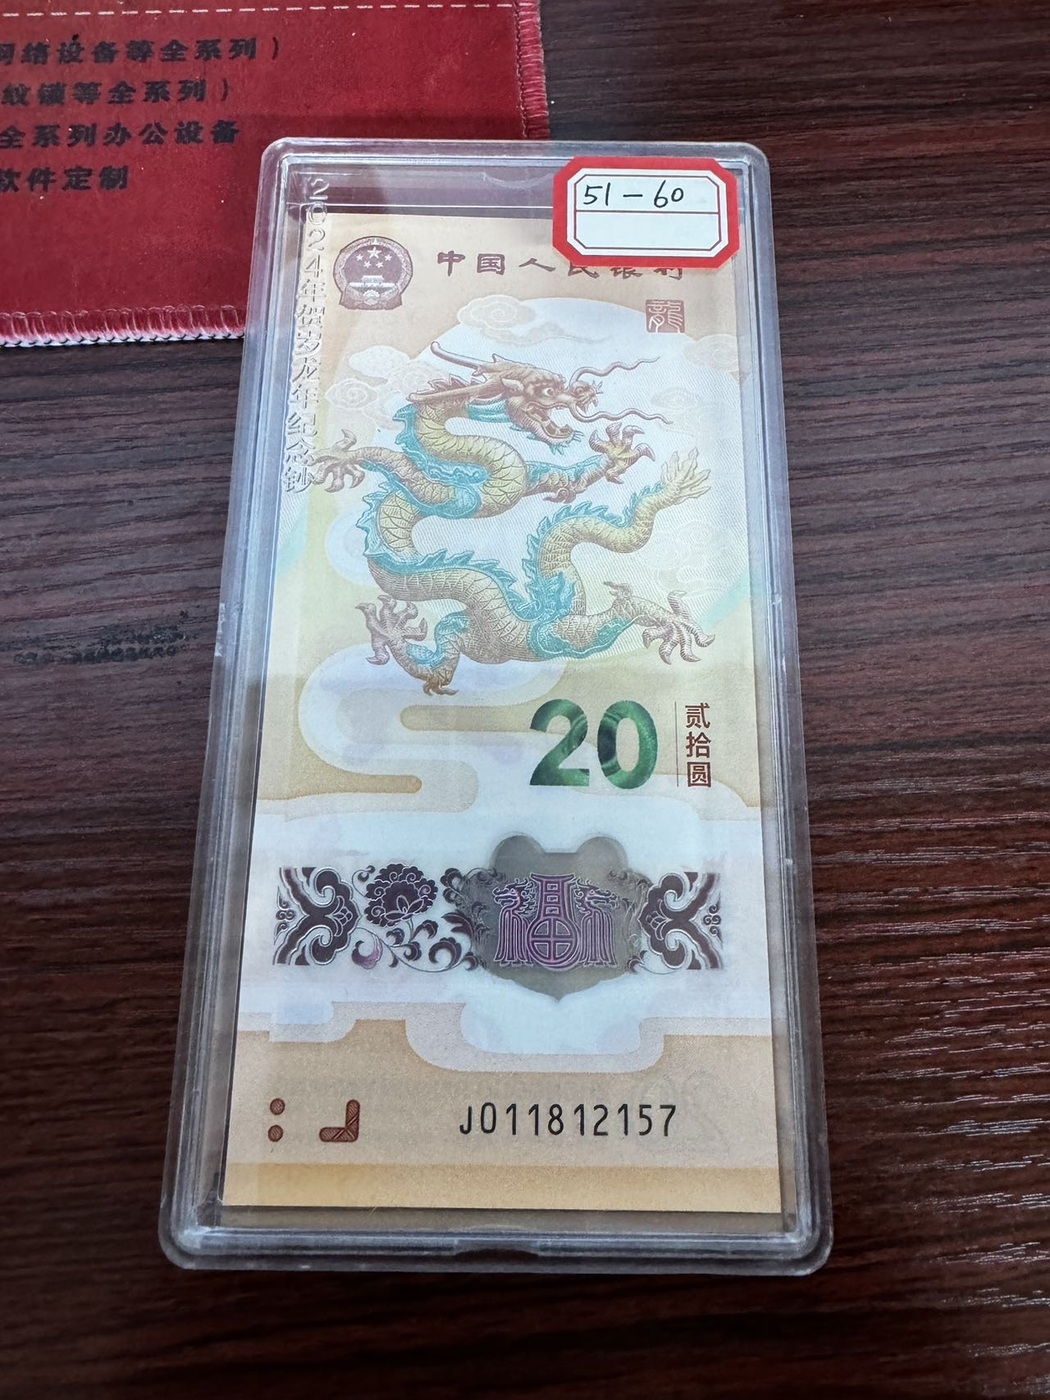 网络设备等全系列）
纹锁等全系列）
全系列办公设备
软件定制
51-60
中国人民银行
龍
2024年贺岁龙年纪念钞
20
贰拾圆
福
J011812157